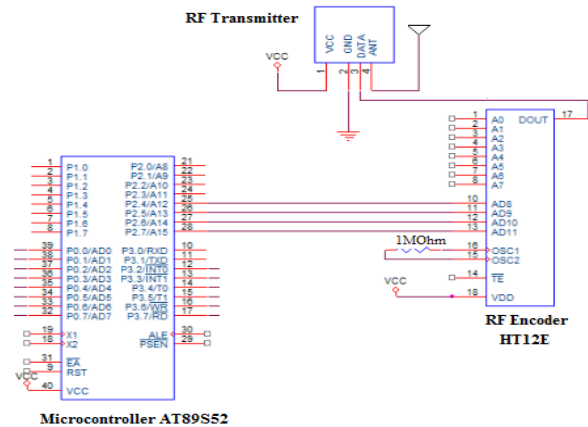 RF Transmitter
VCC
GND
DATA
ANT
VCC
1
2
3
4
1 A0 DOUT 17
2 A1
3 A2
4 A3
5 A4
6 A5
7 A6
8 A7
10 AD8
11 AD9
12 AD10
13 AD11
1MOhm
16 OSC1
15 OSC2
14 TE
VCC
18 VDD
RF Encoder
HT12E
1 P1.0 P2.0/A8 21
2 P1.1 P2.1/A9 22
3 P1.2 P2.2/A10 23
4 P1.3 P2.3/A11 24
5 P1.4 P2.4/A12 25
6 P1.5 P2.5/A13 26
7 P1.6 P2.6/A14 27
8 P1.7 P2.7/A15 28
39 P0.0/AD0 P3.0/RXD 10
38 P0.1/AD1 P3.1/TXD 11
37 P0.2/AD2 P3.2/INT0 12
36 P0.3/AD3 P3.3/INT1 13
35 P0.4/AD4 P3.4/T0 14
34 P0.5/AD5 P3.5/T1 15
33 P0.6/AD6 P3.6/WR 16
32 P0.7/AD7 P3.7/RD 17
19 X1 ALE 30
18 X2 PSEN 29
31 EA
9 RST
VCC
40 VCC
Microcontroller AT89S52